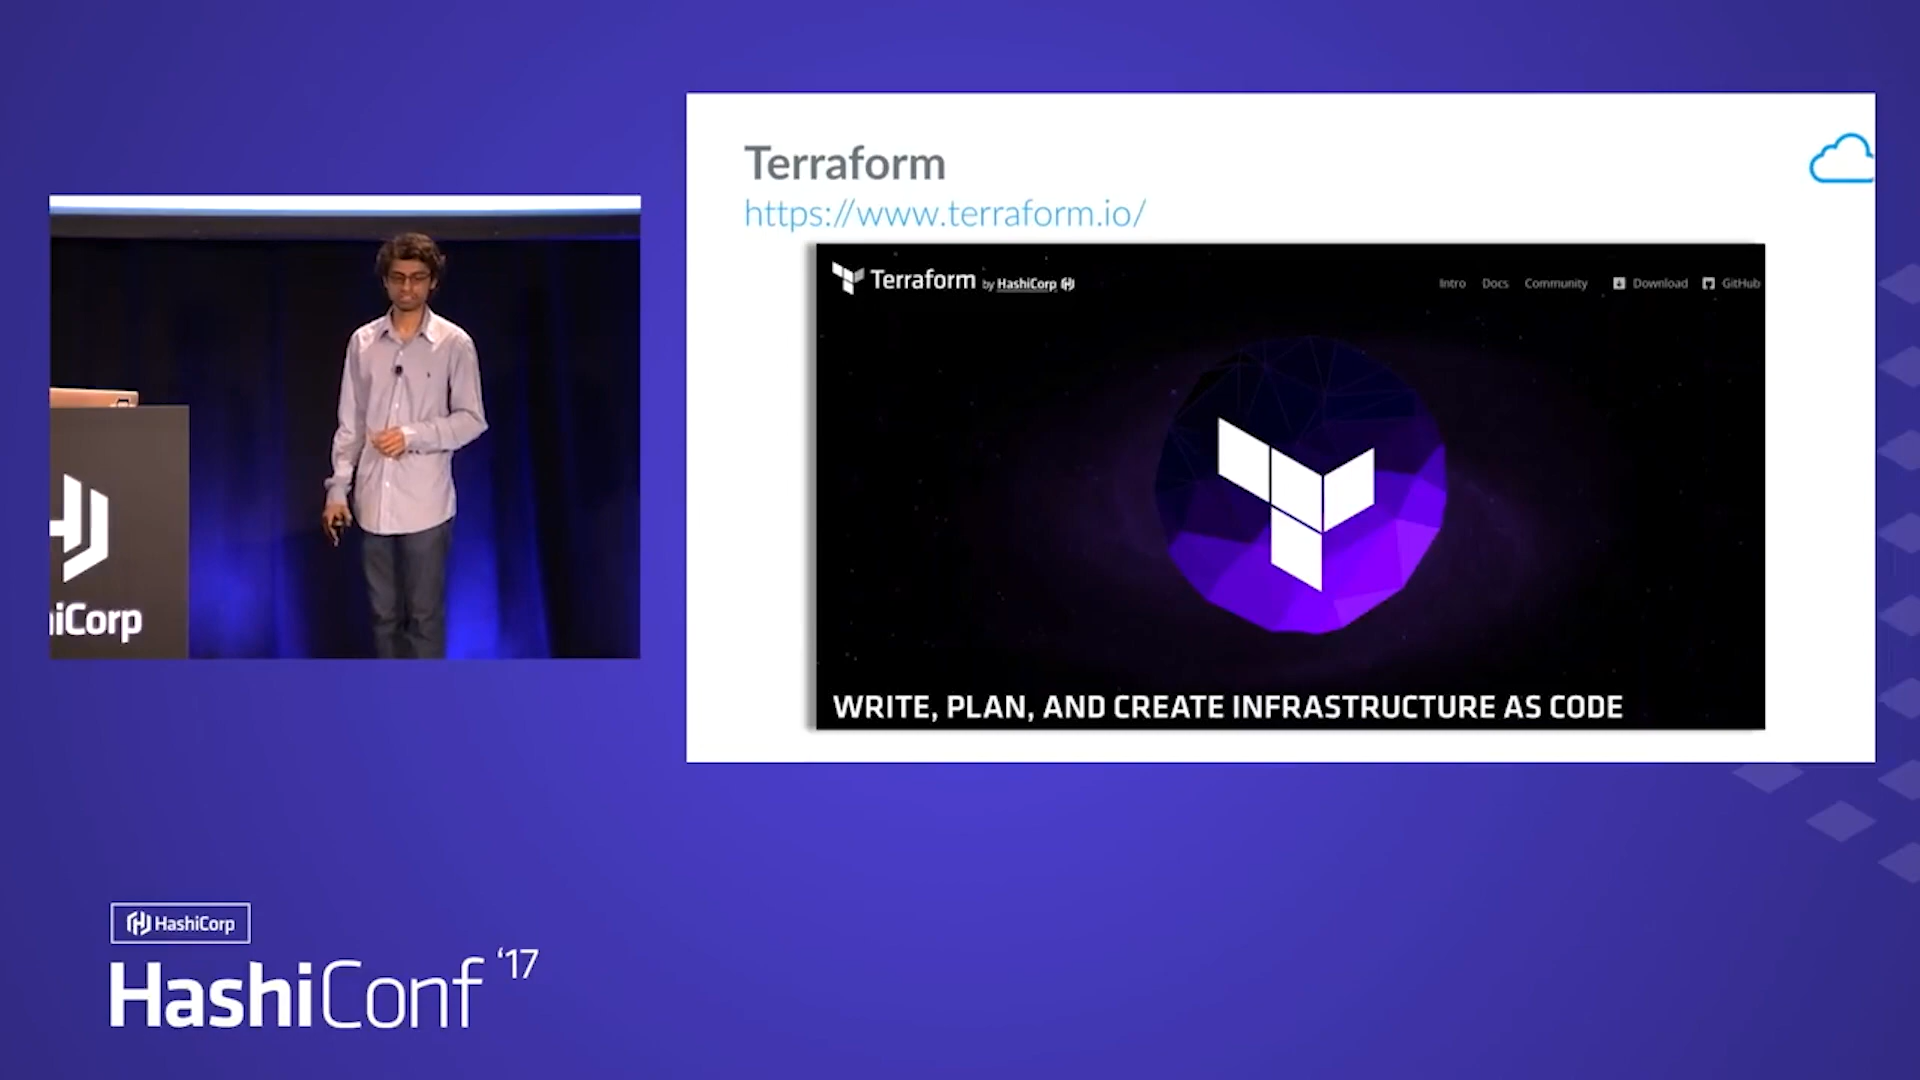 Terraform
https://www.terraform.io/
Terraform by HashiCorp
Intro Docs Community Download GitHub
WRITE, PLAN, AND CREATE INFRASTRUCTURE AS CODE
iCorp
HashiCorp
HashiConf '17